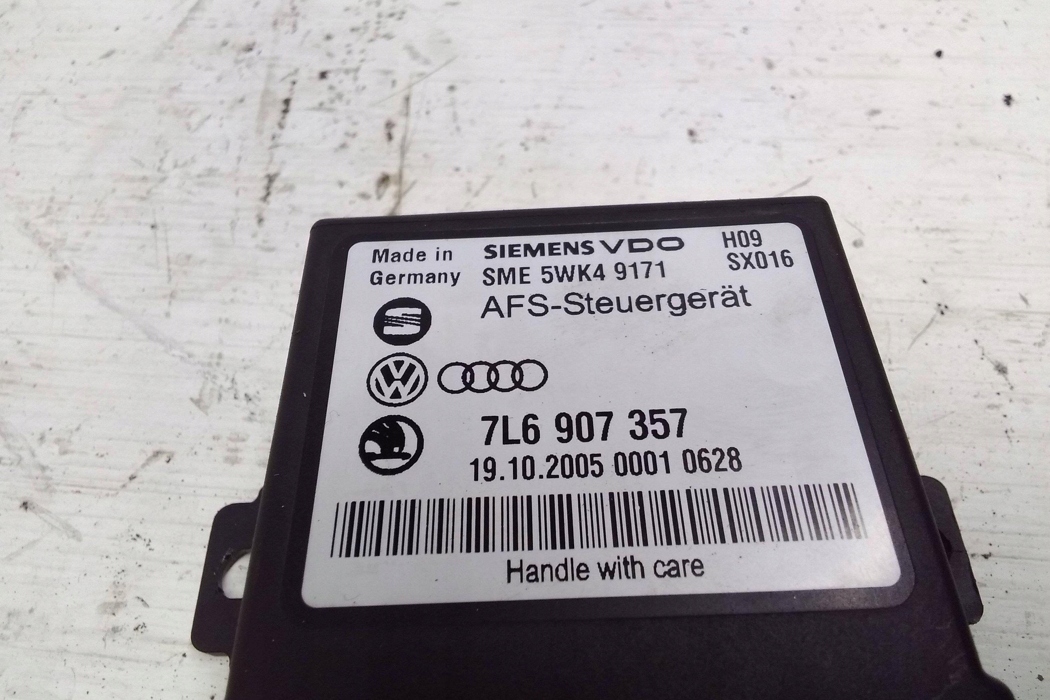 Made in
Germany
SIEMENS VDO
SME 5WK4 9171
H09
SX016
AFS-Steuergerät
7L6 907 357
19.10.2005 0001 0628
Handle with care